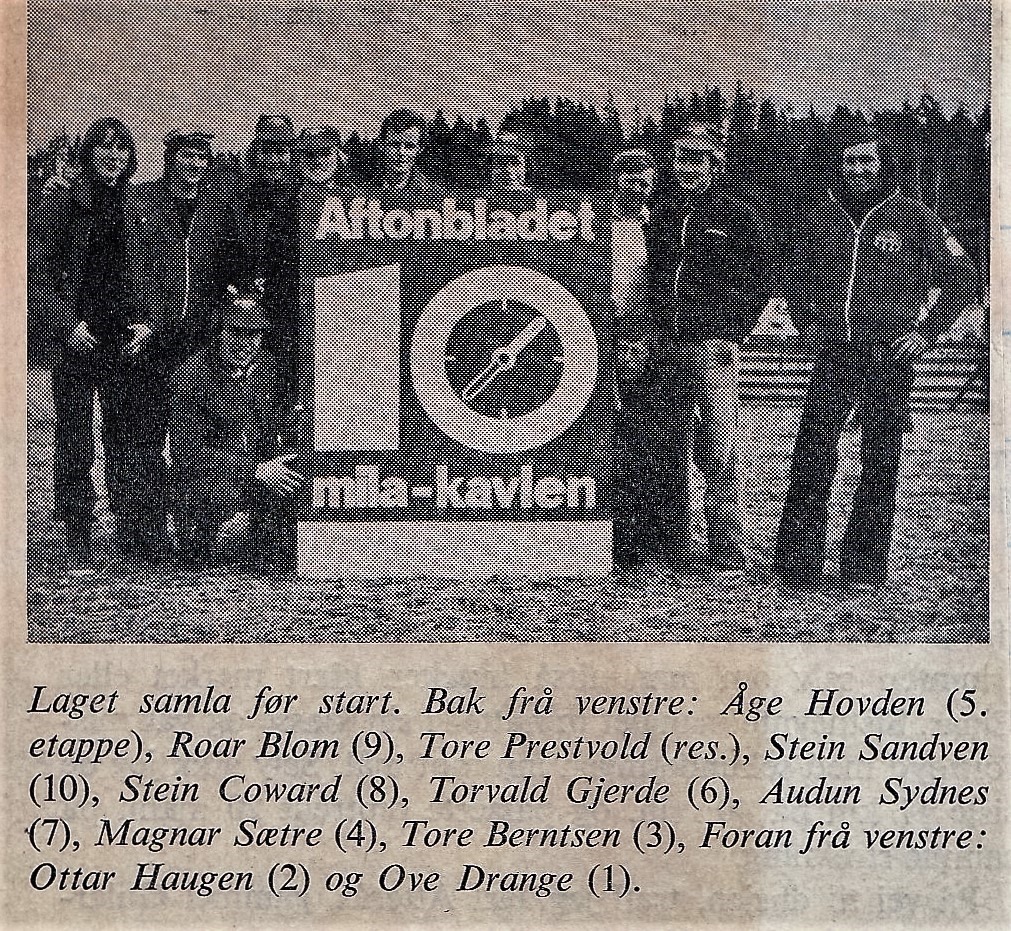 Aftonbladet
10
mila-kavlen
Laget samla før start. Bak frå venstre: Åge Hovden (5.
etappe), Roar Blom (9), Tore Prestvold (res.), Stein Sandven
(10), Stein Coward (8), Torvald Gjerde (6), Audun Sydnes
(7), Magnar Sætre (4), Tore Berntsen (3), Foran frå venstre:
Ottar Haugen (2) og Ove Drange (1).